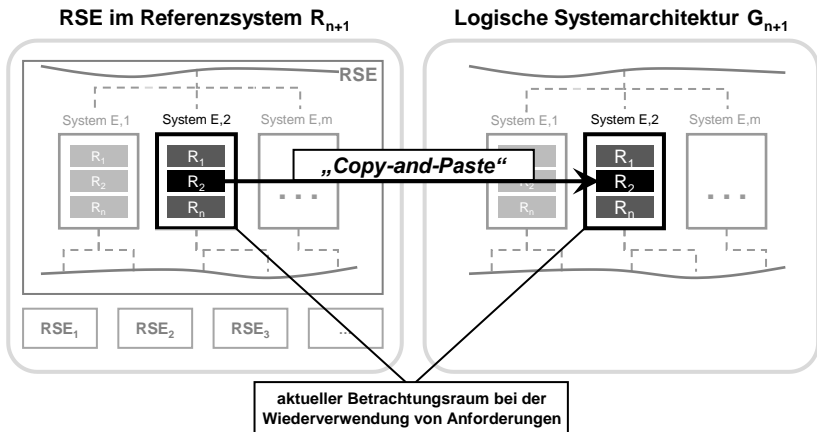 RSE im Referenzsystem Rn+1
Logische Systemarchitektur Gn+1
RSE
System E,1
System E,2
System E,m
R1
R2
Rn
R1
R2
Rn
...
System E,1
System E,2
System E,m
2
Rn
R1
R2
Rn
...
„Copy-and-Paste“
RSE1
RSE2
RSE3
...
aktueller Betrachtungsraum bei der
Wiederverwendung von Anforderungen